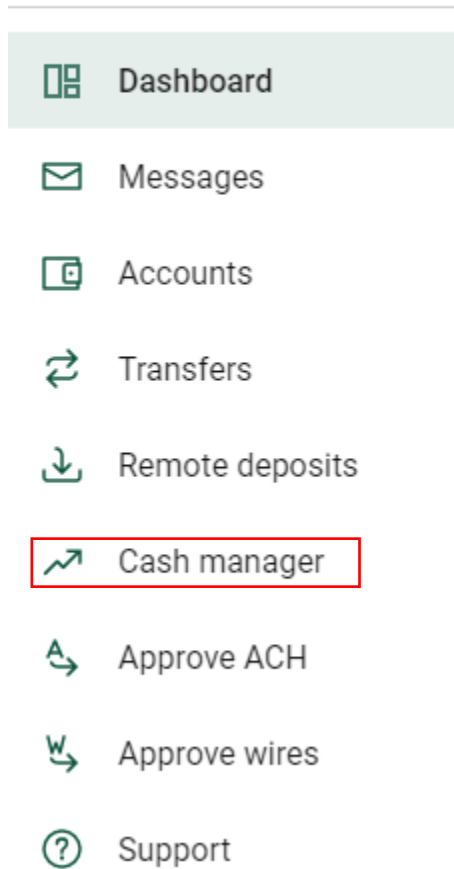 Dashboard
Messages
Accounts
Transfers
Remote deposits
Cash manager
A Approve ACH
W Approve wires
? Support